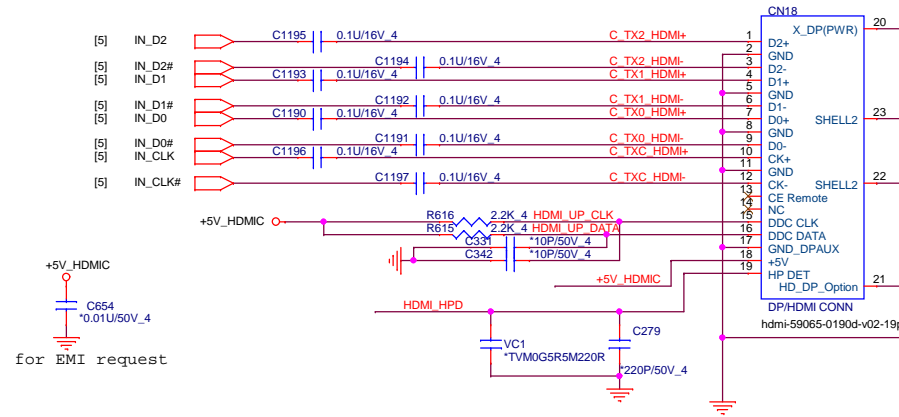 CN18
X_DP(PWR) 20
[5] IN_D2 C1195 0.1U/16V_4 C_TX2_HDMI+ 1 D2+
2 GND
[5] IN_D2# C1194 0.1U/16V_4 C_TX2_HDMI- 3 D2-
[5] IN_D1 C1193 0.1U/16V_4 C_TX1_HDMI+ 4 D1+
5 GND
[5] IN_D1# C1192 0.1U/16V_4 C_TX1_HDMI- 6 D1-
[5] IN_D0 C1190 0.1U/16V_4 C_TX0_HDMI+ 7 D0+ SHELL2 23
8 GND
[5] IN_D0# C1191 0.1U/16V_4 C_TX0_HDMI- 9 D0-
[5] IN_CLK C1196 0.1U/16V_4 C_TXC_HDMI+ 10 CK+
11 GND
[5] IN_CLK# C1197 0.1U/16V_4 C_TXC_HDMI- 12 CK- SHELL2 22
13 CE Remote
14 NC
+5V_HDMIC R616 2.2K_4 HDMI_UP_CLK 15 DDC CLK
R615 2.2K_4 HDMI_UP_DATA 16 DDC DATA
C331 *10P/50V_4 17 GND_DPAUX
C342 *10P/50V_4 18 +5V
+5V_HDMIC 19 HP DET
HD_DP_Option 21
+5V_HDMIC
C654
*0.01U/50V_4
for EMI request
HDMI_HPD
DP/HDMI CONN
hdmi-59065-0190d-v02-19p
VC1
*TVM0G5R5M220R
C279
*220P/50V_4